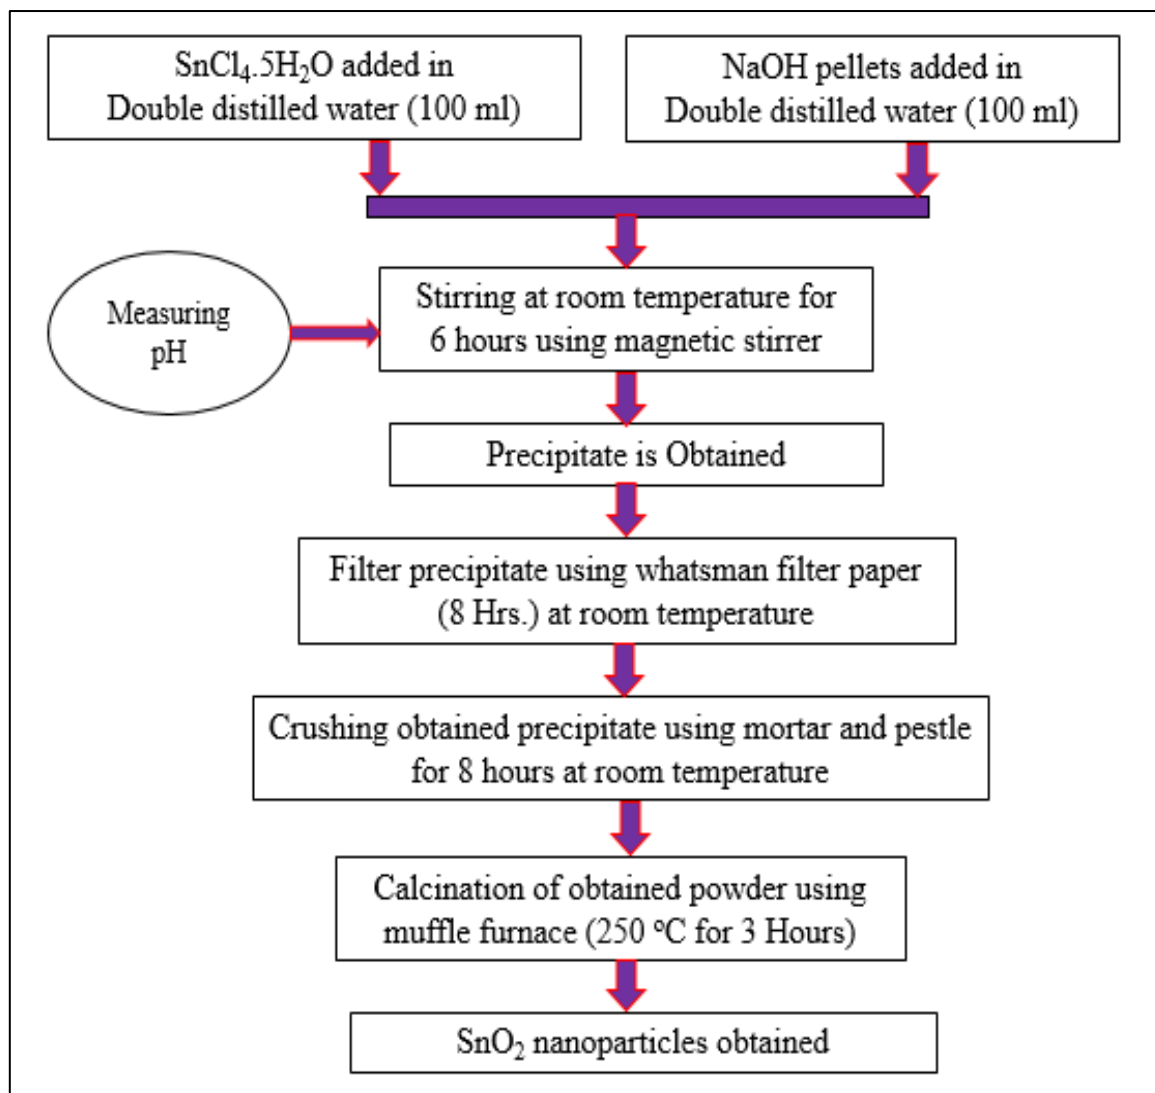 SnCl₄.5H₂O added in
Double distilled water (100 ml)
NaOH pellets added in
Double distilled water (100 ml)
Measuring
pH
Stirring at room temperature for
6 hours using magnetic stirrer
Precipitate is Obtained
Filter precipitate using whatsman filter paper
(8 Hrs.) at room temperature
Crushing obtained precipitate using mortar and pestle
for 8 hours at room temperature
Calcination of obtained powder using
muffle furnace (250 ºC for 3 Hours)
SnO₂ nanoparticles obtained